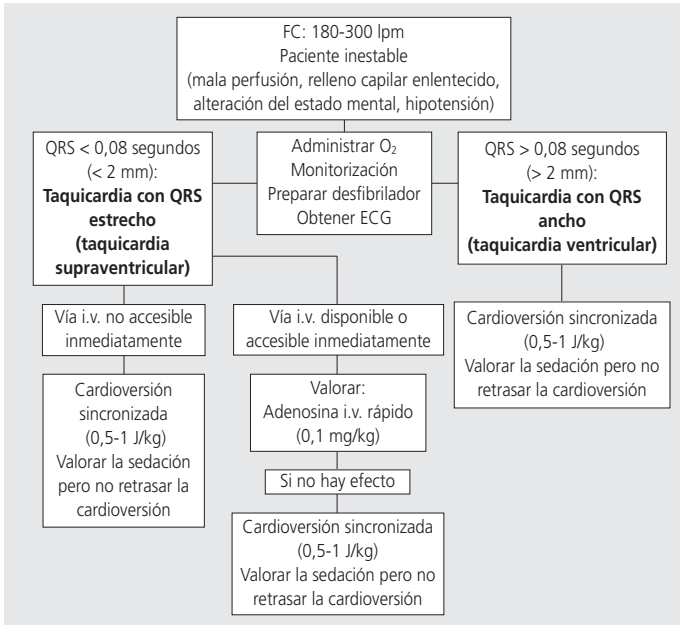 FC: 180-300 lpm
Paciente inestable
(mala perfusión, relleno capilar enlentecido,
alteración del estado mental, hipotensión)
QRS < 0,08 segundos
(< 2 mm):
Taquicardia con QRS
estrecho
(taquicardia
supraventricular)
Administrar O₂
Monitorización
Preparar desfibrilador
Obtener ECG
QRS > 0,08 segundos
(> 2 mm):
Taquicardia con QRS
ancho
(taquicardia ventricular)
Vía i.v. no accesible
inmediatamente
Vía i.v. disponible o
accesible inmediatamente
Cardioversión sincronizada
(0,5-1 J/kg)
Valorar la sedación pero no
retrasar la cardioversión
Cardioversión
sincronizada
(0,5-1 J/kg)
Valorar la sedación
pero no retrasar la
cardioversión
Valorar:
Adenosina i.v. rápido
(0,1 mg/kg)
Si no hay efecto
Cardioversión sincronizada
(0,5-1 J/kg)
Valorar la sedación pero no
retrasar la cardioversión